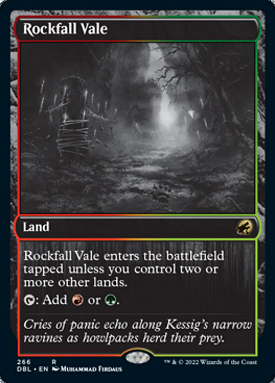 Rockfall Vale
Land
Rockfall Vale enters the battlefield
tapped unless you control two or
more other lands.
: Add or .
Cries of panic echo along Kessig's narrow
ravines as howlpacks herd their prey.
266 R
DBL • EN MUHAMMAD FIRDAUS
™ & © 2022 Wizards of the Coast